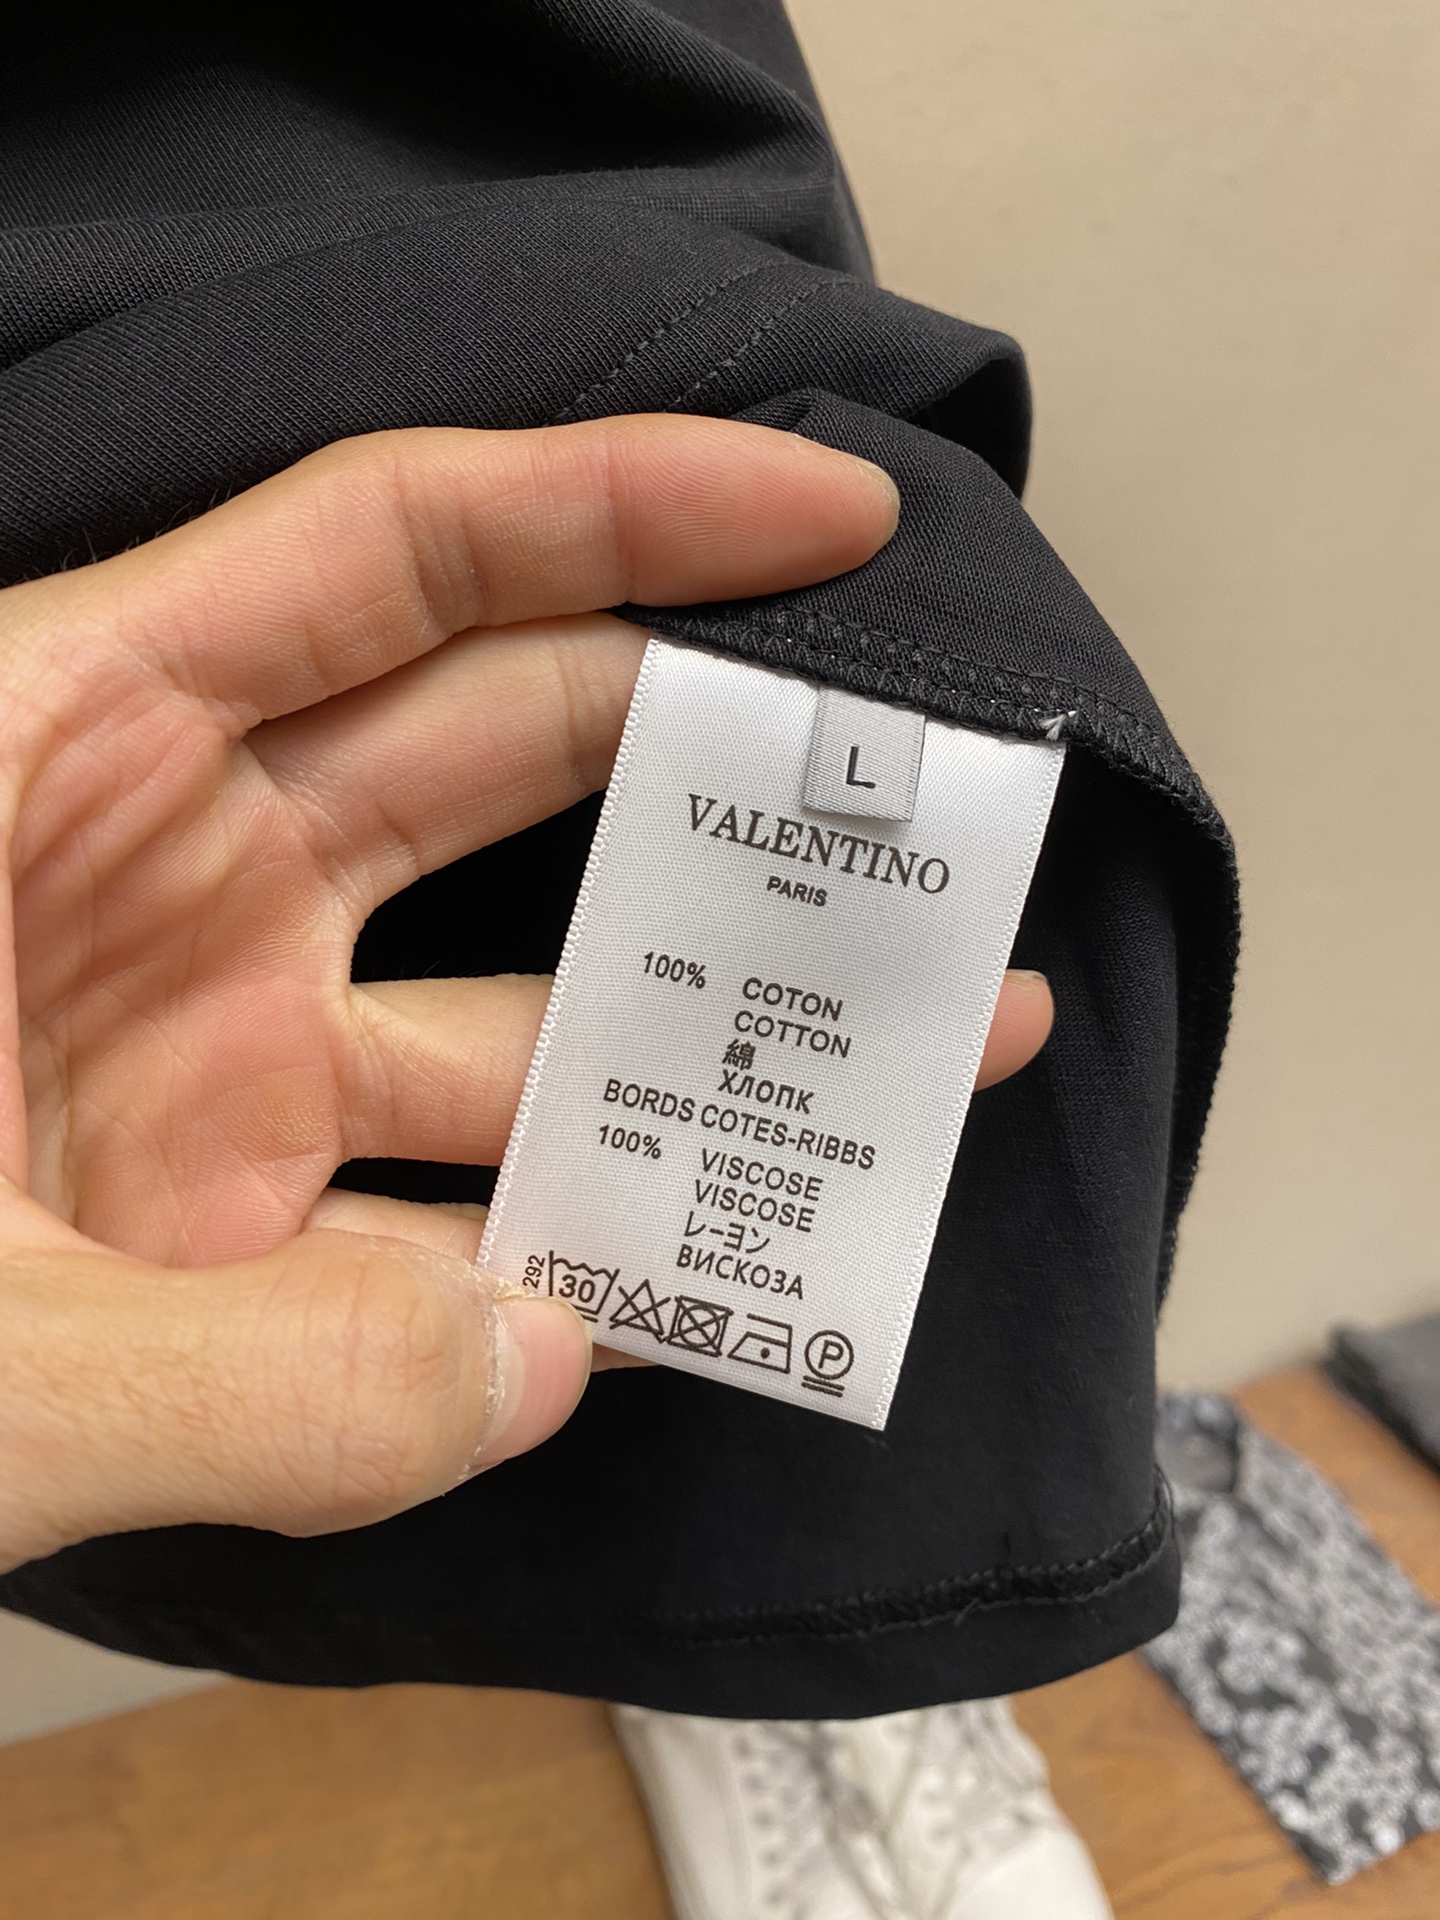 L
VALENTINO
PARIS
100% COTON
COTTON
綿
ХЛОПК
BORDS COTES-RIBBS
100% VISCOSE
VISCOSE
レーヨン
ВИСКОЗА
292
30
P